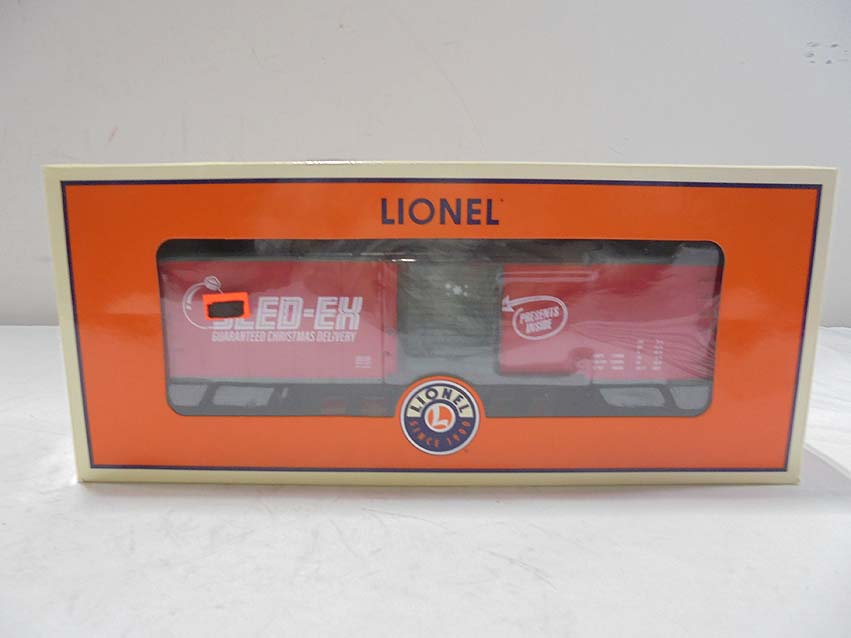 LIONEL
SLED-EX
GUARANTEED CHRISTMAS DELIVERY
PRESENTS
INSIDE
LIONEL
L
SINCE 1900